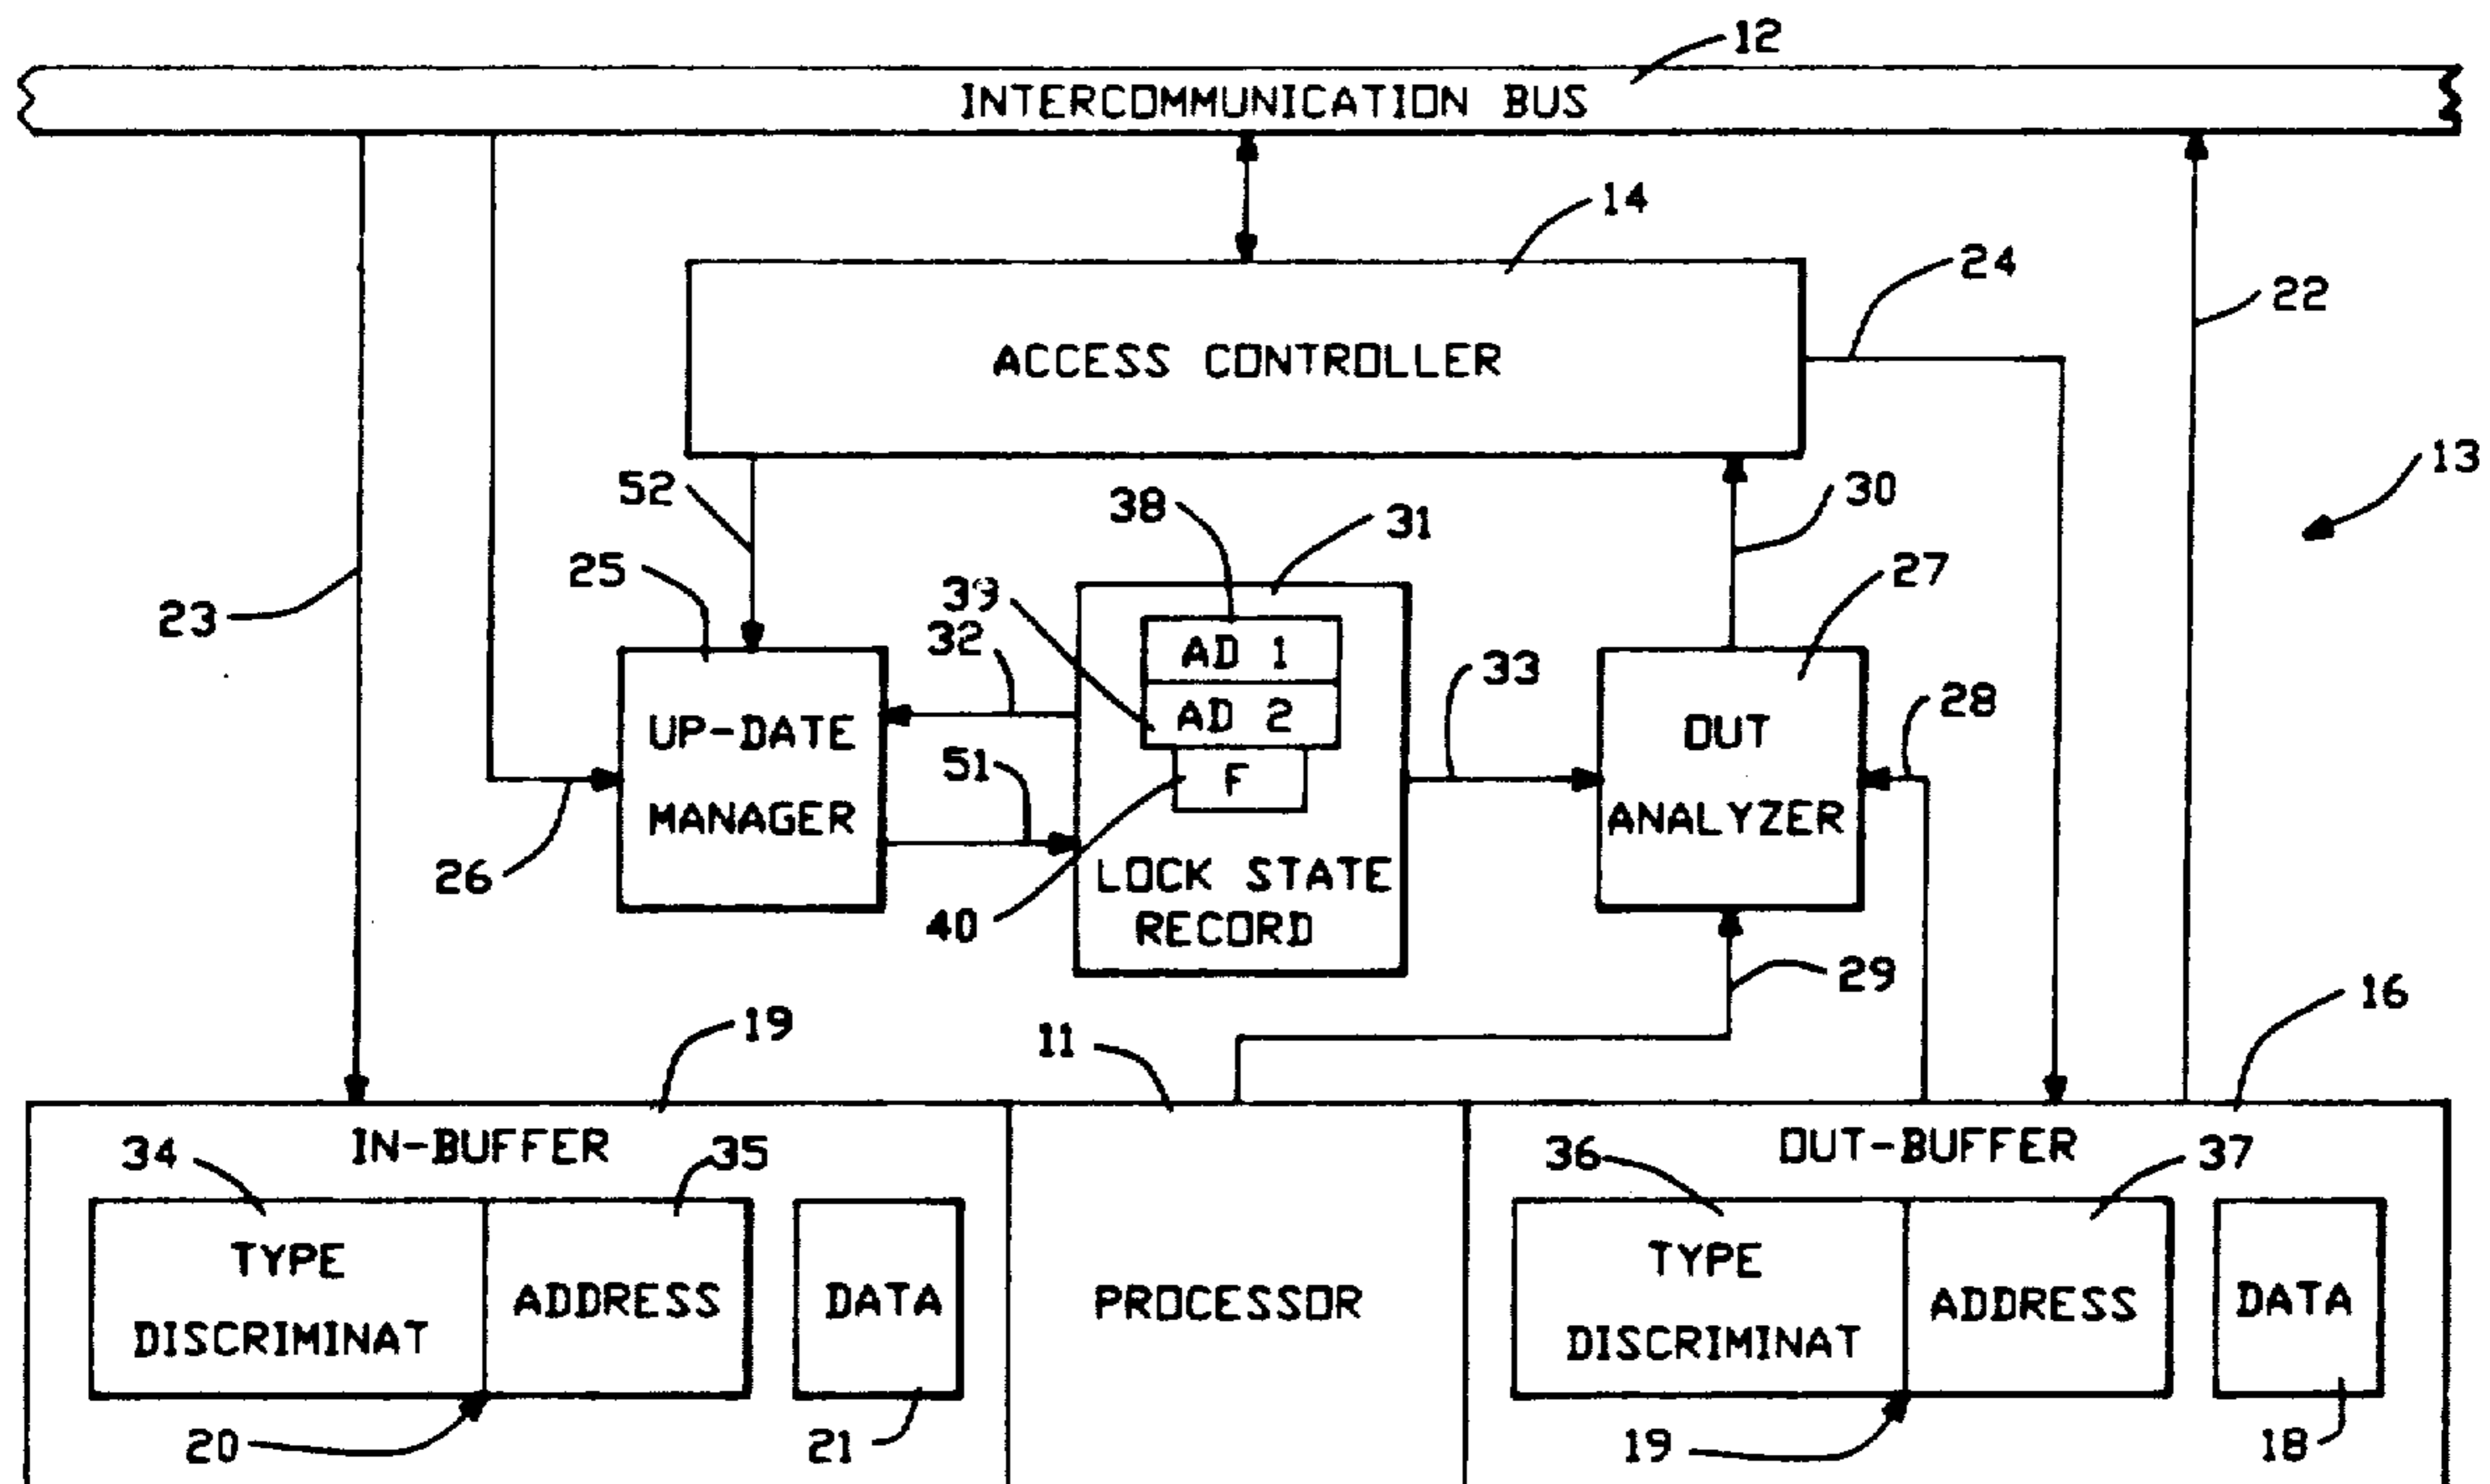 12
INTERCOMMUNICATION BUS
14
24
22
ACCESS CONTROLLER
13
52
38
31
30
25
39
27
23
32
AD 1
33
28
UP-DATE
MANAGER
AD 2
51
F
OUT
ANALYZER
26
40
LOCK STATE
RECORD
29
16
19
11
IN-BUFFER
OUT-BUFFER
34
35
36
37
TYPE
DISCRIMINAT
ADDRESS
DATA
PROCESSOR
TYPE
DISCRIMINAT
ADDRESS
DATA
20
21
19
18